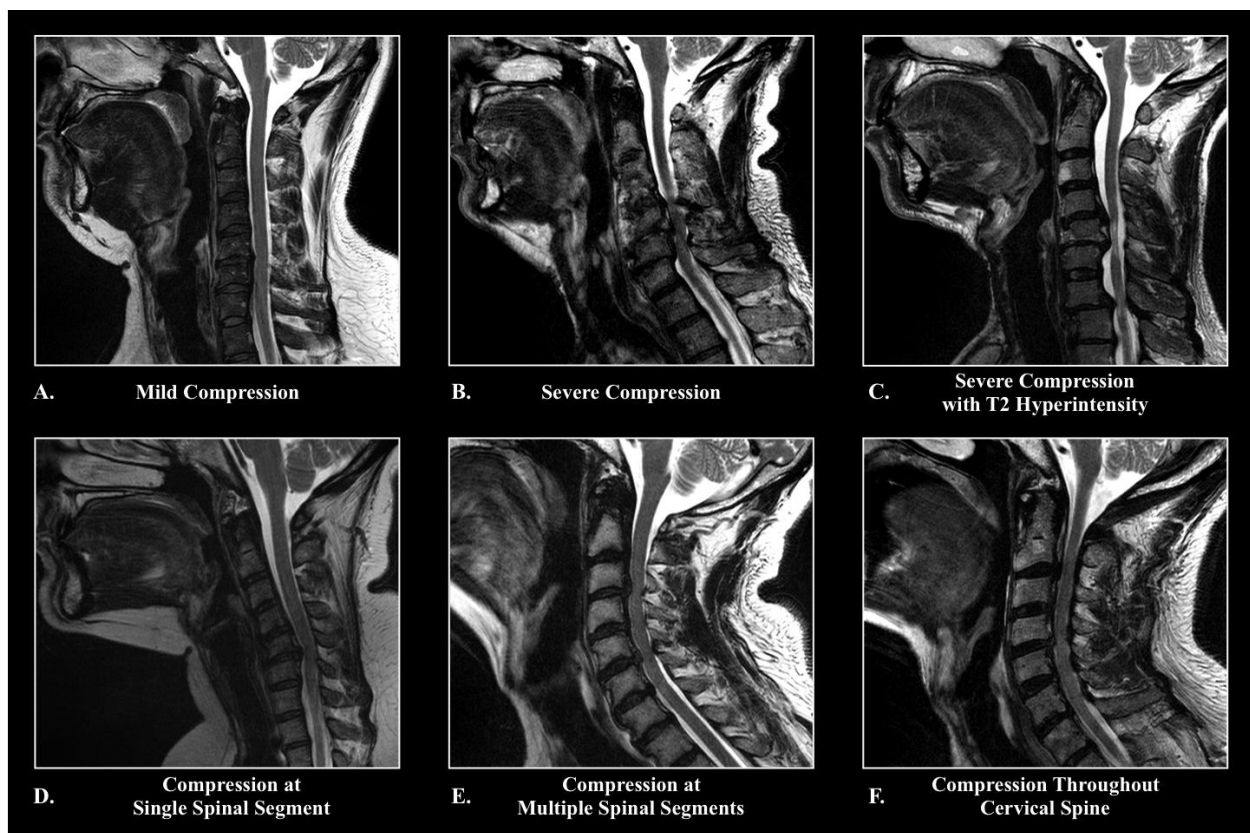 A. Mild Compression
B. Severe Compression
C. Severe Compression
with T2 Hyperintensity
D. Compression at
Single Spinal Segment
E. Compression at
Multiple Spinal Segments
F. Compression Throughout
Cervical Spine